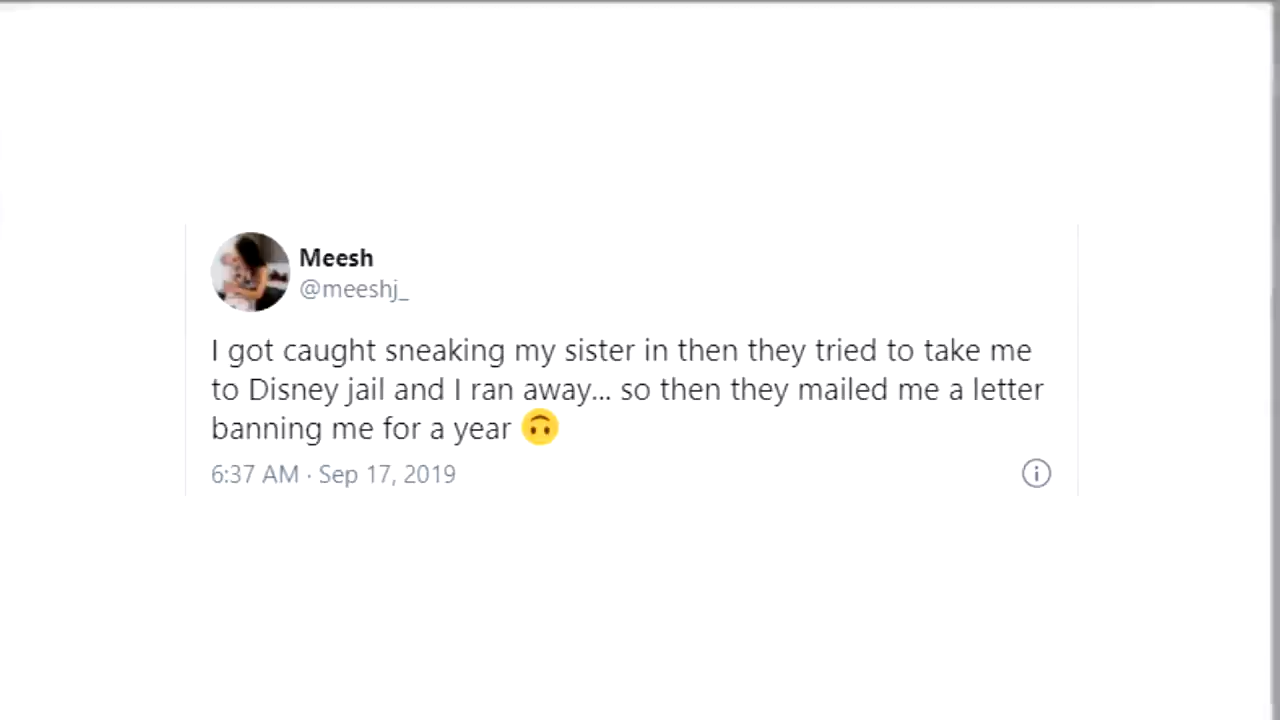 Meesh
@meeshj_
I got caught sneaking my sister in then they tried to take me
to Disney jail and I ran away... so then they mailed me a letter
banning me for a year 🙃
6:37 AM · Sep 17, 2019